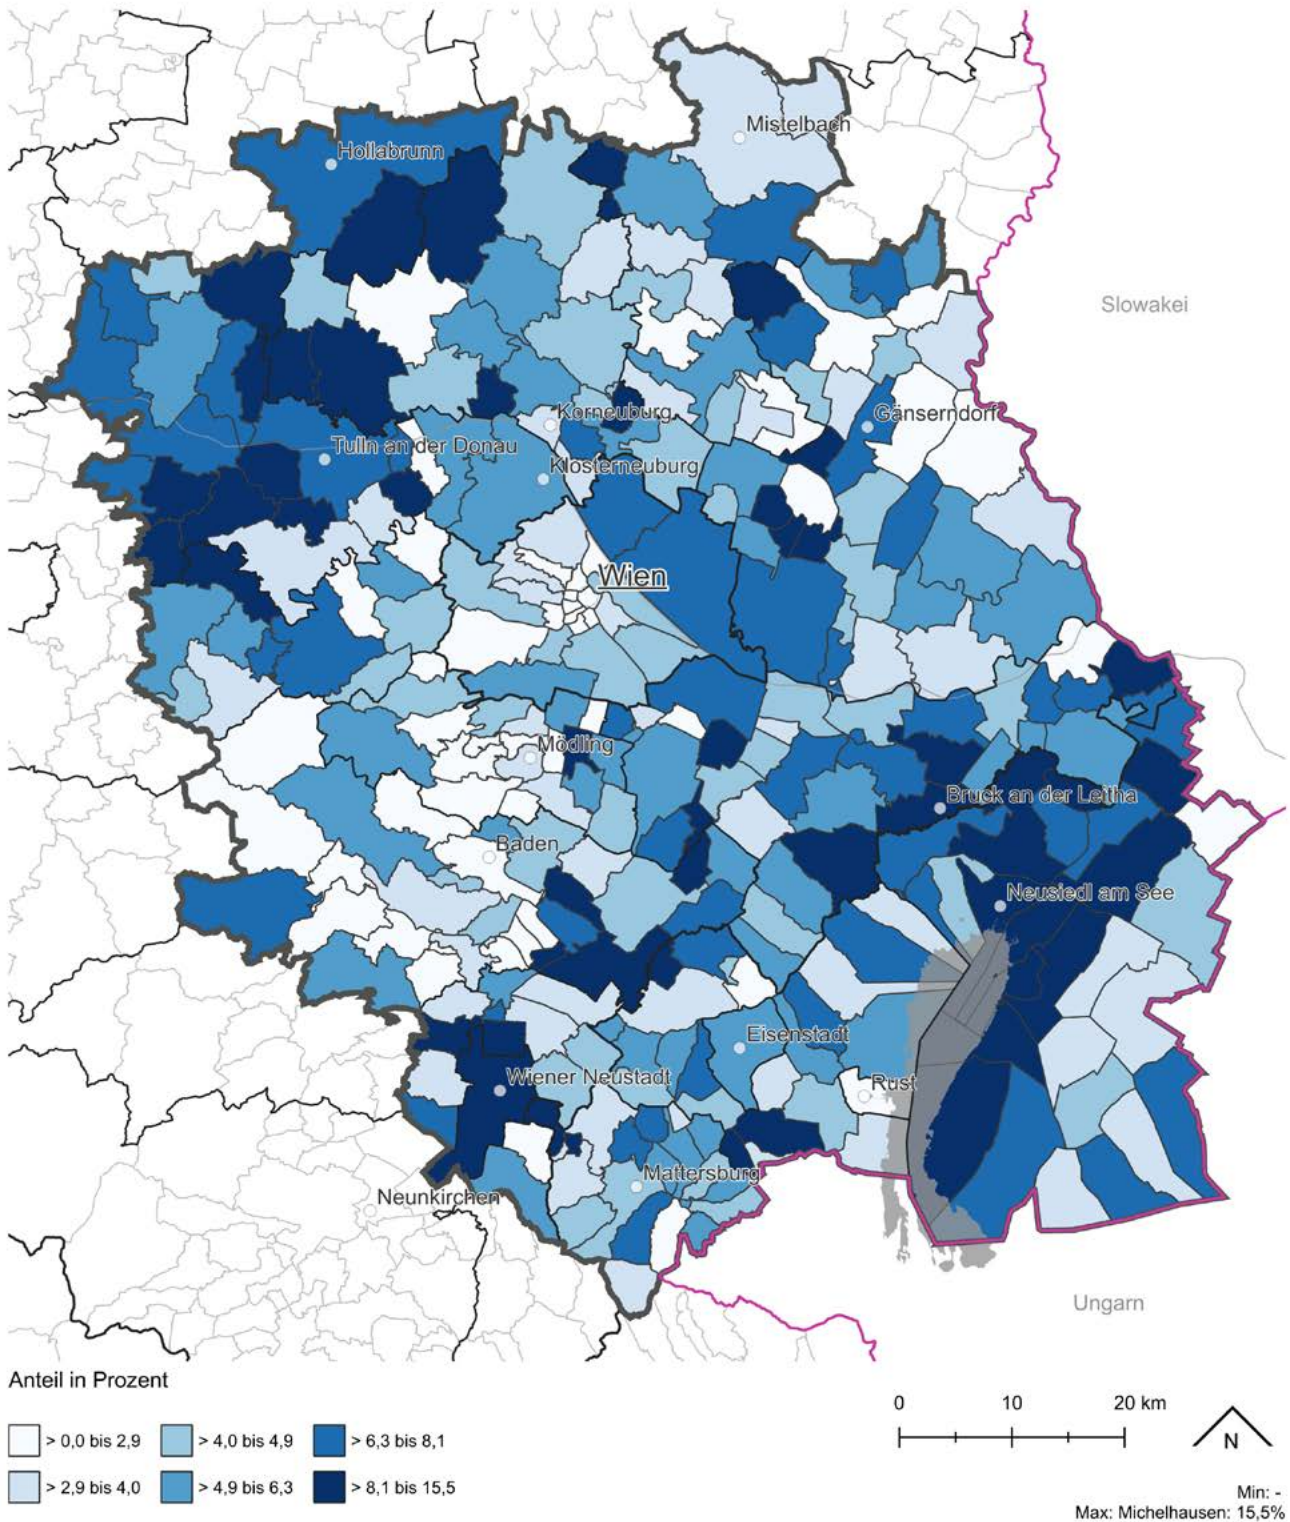 Mistelbach
Hollabrunn
Slowakei
Korneuburg
Gänserndorf
Tulln an der Donau
Klosterneuburg
Wien
Mödling
Bruck an der Leitha
Baden
Neusiedl am See
Eisenstadt
Wiener Neustadt
Rust
Mattersburg
Neunkirchen
Ungarn
Anteil in Prozent
0 10 20 km
> 0,0 bis 2,9 > 4,0 bis 4,9 > 6,3 bis 8,1
N
> 2,9 bis 4,0 > 4,9 bis 6,3 > 8,1 bis 15,5
Min: -
Max: Michelhausen: 15,5%